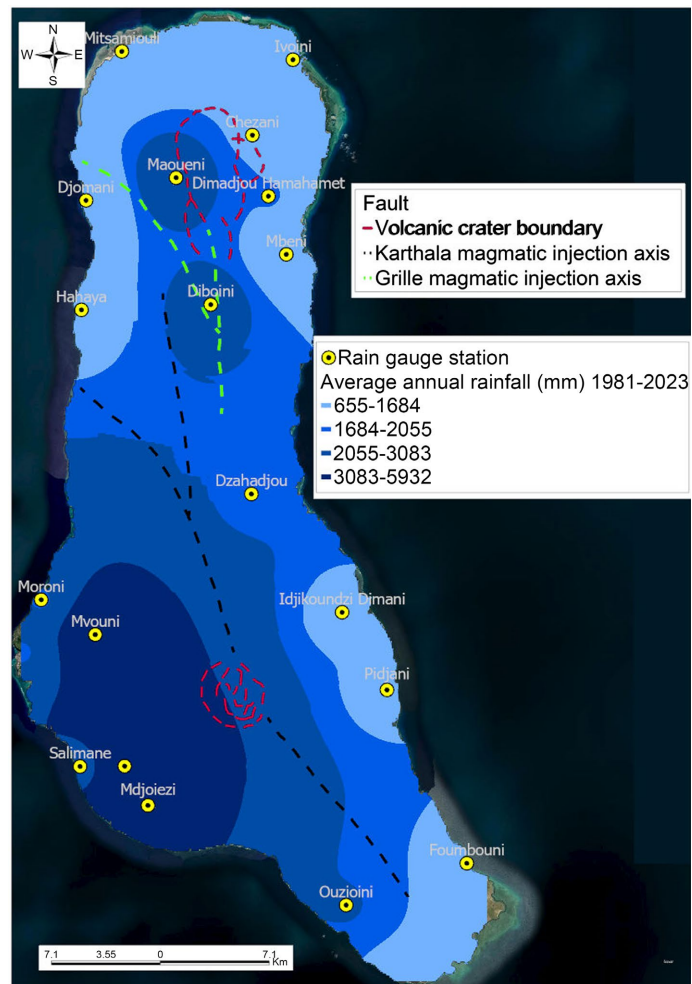 N
W E
S
Mitsamiouli
Ivoini
Chezani
Maoueni
Dimadjou Hamahamet
Djomani
Mbeni
Hahaya
Diboini
Fault
Volcanic crater boundary
Karthala magmatic injection axis
Grille magmatic injection axis
Rain gauge station
Average annual rainfall (mm) 1981-2023
655-1684
1684-2055
2055-3083
3083-5932
Dzahadjou
Moroni
Idjikoundzi Djmani
Mvouni
Pidjani
Salimane
Mdjoiezi
Foumbouni
Ouzioini
7.1 3.55 0 7.1
Km